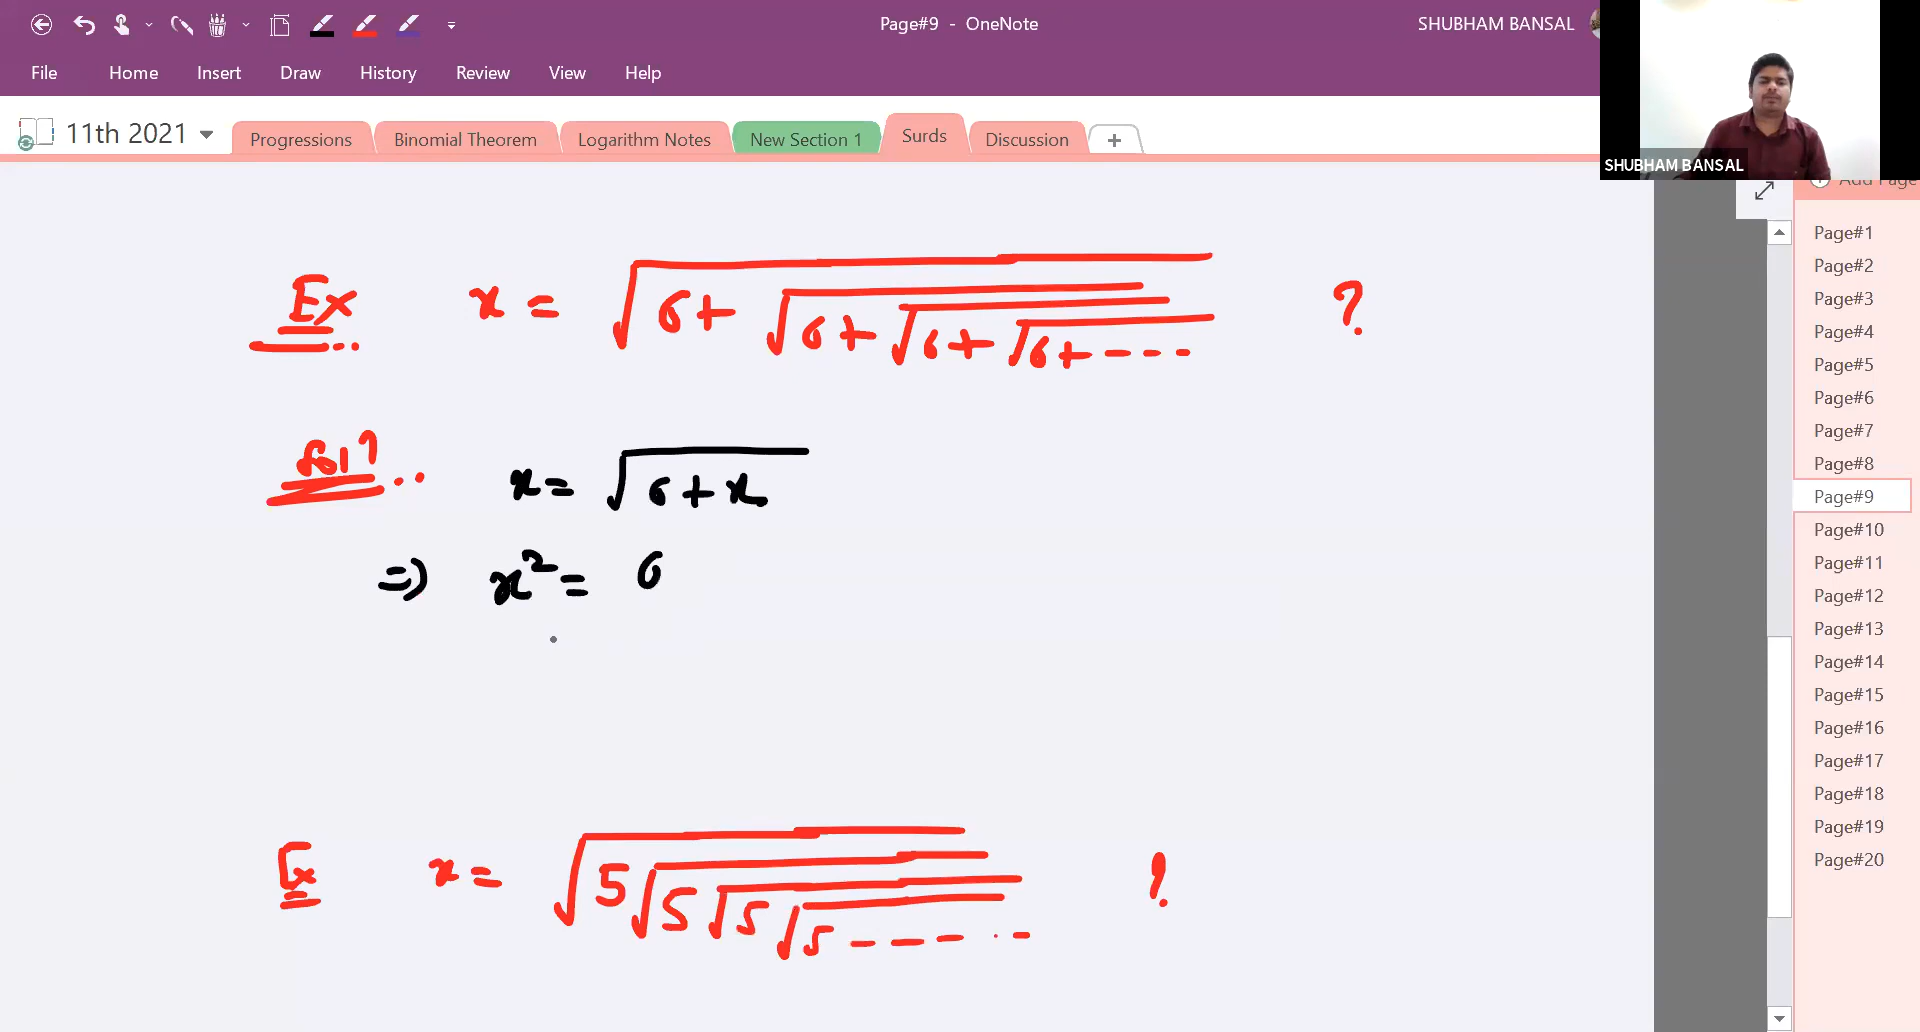 Page#9 - OneNote
SHUBHAM BANSAL
File Home Insert Draw History Review View Help
SHUBHAM BANSAL
11th 2021 Progressions Binomial Theorem Logarithm Notes New Section 1 Surds Discussion +
Add Page
Page#1
Page#2
Page#3
Page#4
Page#5
Page#6
Page#7
Page#8
Page#9
Page#10
Page#11
Page#12
Page#13
Page#14
Page#15
Page#16
Page#17
Page#18
Page#19
Page#20
Ex x = √(6+√(6+√(6+√(6+---- ?
Sol? .. x = √(6+x)
=> x² = 6
Ex x = √(5√(5√(5√(5----- ?